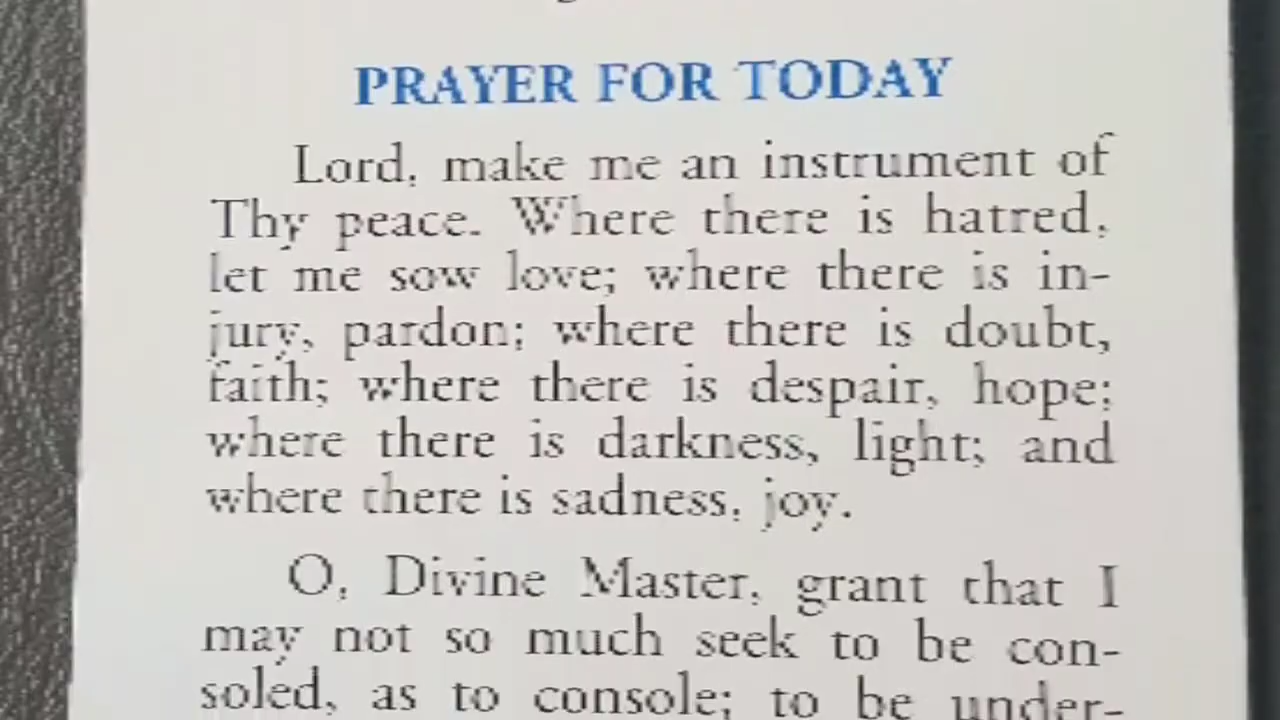 PRAYER FOR TODAY
Lord, make me an instrument of
Thy peace. Where there is hatred,
let me sow love; where there is in-
jury, pardon; where there is doubt,
faith; where there is despair, hope;
where there is darkness, light; and
where there is sadness, joy.
O, Divine Master, grant that I
may not so much seek to be con-
soled, as to console; to be under-